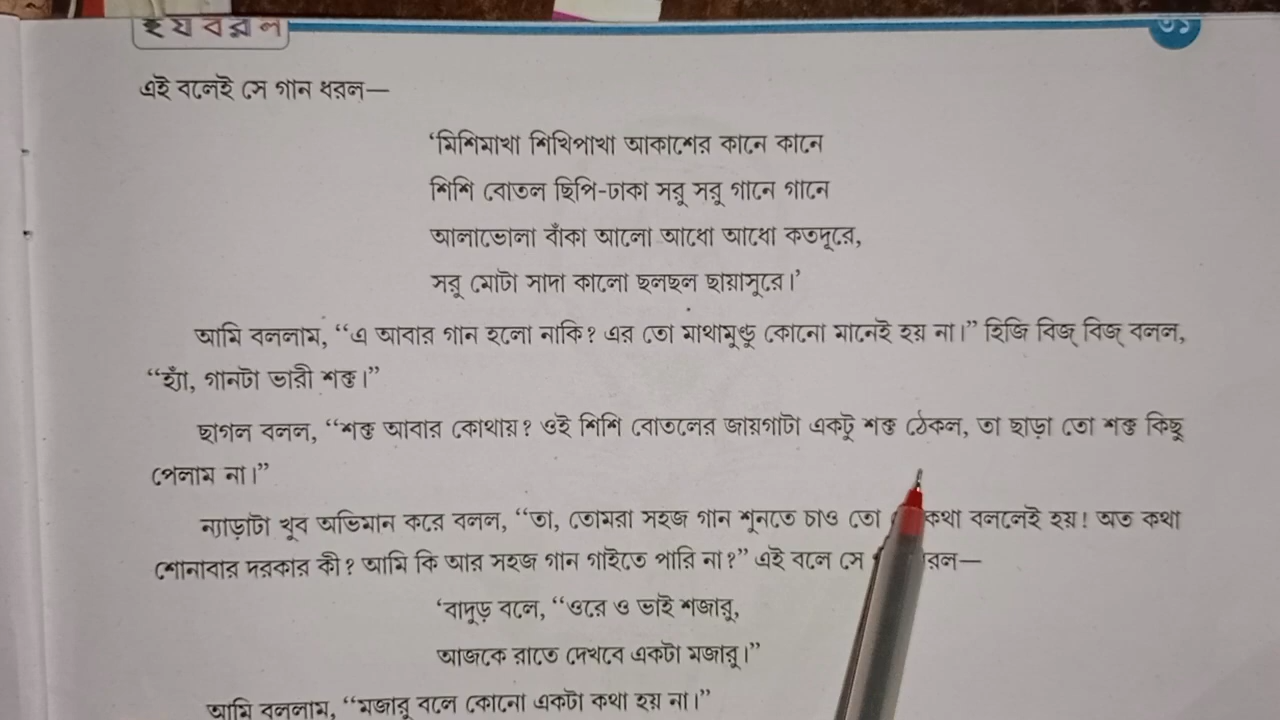 হ য ব র ল
৩১
এই বলেই সে গান ধরল—
‘মিশিমাখা শিখিপাখা আকাশের কানে কানে
শিশি বোতল ছিপি-ঢাকা সরু সরু গানে গানে
আলাভোলা বাঁকা আলো আধো আধো কতদূরে,
সরু মোটা সাদা কালো ছলছল ছায়াসুরে।’
আমি বললাম, “এ আবার গান হলো নাকি? এর তো মাথামুণ্ডু কোনো মানেই হয় না।” হিজি বিজ্ বিজ্ বলল,
“হ্যাঁ, গানটা ভারী শক্ত।”
ছাগল বলল, “শক্ত আবার কোথায়? ওই শিশি বোতলের জায়গাটা একটু শক্ত ঠেকল, তা ছাড়া তো শক্ত কিছু
পেলাম না।”
ন্যাড়াটা খুব অভিমান করে বলল, “তা, তোমরা সহজ গান শুনতে চাও তো কথা বললেই হয়! অত কথা
শোনাবার দরকার কী? আমি কি আর সহজ গান গাইতে পারি না?” এই বলে সে রল—
‘বাদুড় বলে, “ওরে ও ভাই শজারু,
আজকে রাতে দেখবে একটা মজারু।”
আমি বললাম, “মজারু বলে কোনো একটা কথা হয় না।”